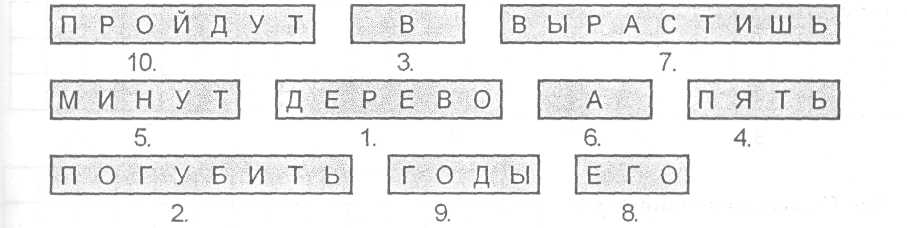 ПРОЙДУТ В ВЫРАСТИШЬ
10. 3. 7.
МИНУТ ДЕРЕВО А ПЯТЬ
5. 1. 6. 4.
ПОГУБИТЬ ГОДЫ ЕГО
2. 9. 8.